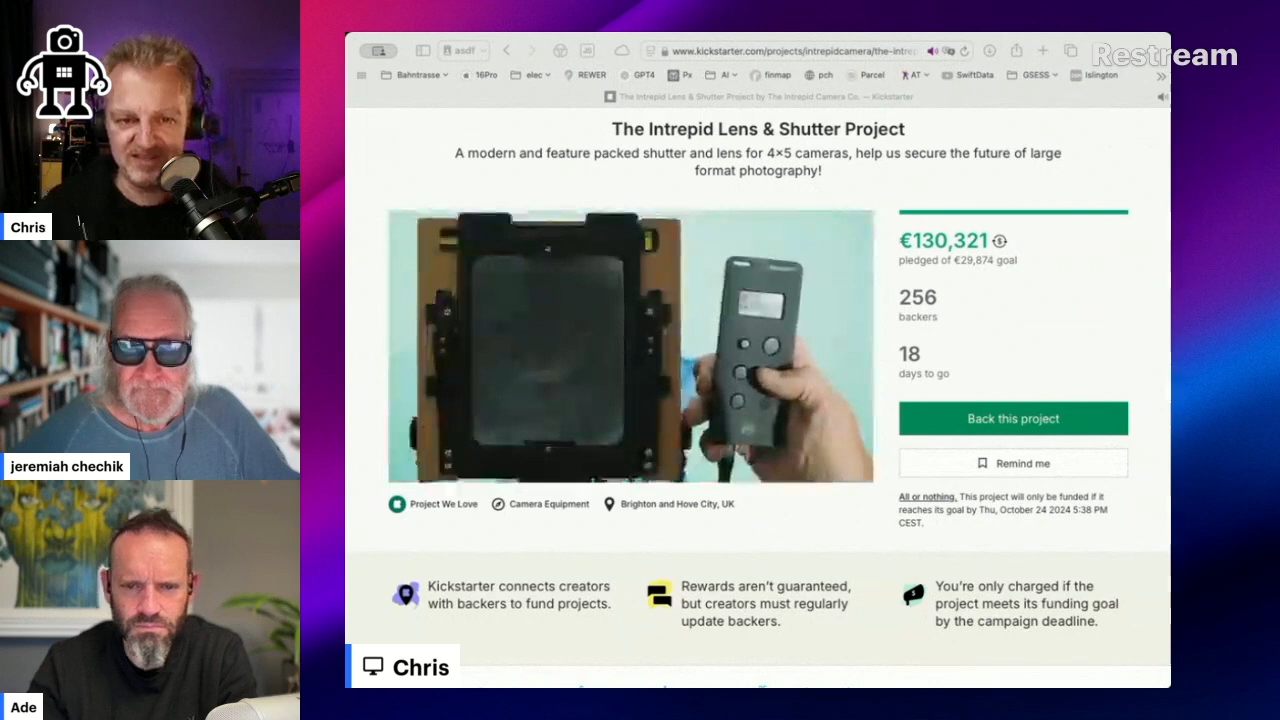 Chris
jeremiah chechik
Ade
Restream
asdf
www.kickstarter.com/projects/intrepidcamera/the-intre
Bahntrasse
16Pro
elec
REWER
GPT4
Px
AI
finmap
pch
Parcel
AT
SwiftData
GSESS
Islington
The Intrepid Lens & Shutter Project by The Intrepid Camera Co. — Kickstarter
The Intrepid Lens & Shutter Project
A modern and feature packed shutter and lens for 4×5 cameras, help us secure the future of large
format photography!
€130,321
pledged of €29,874 goal
256
backers
18
days to go
Back this project
Remind me
All or nothing. This project will only be funded if it
reaches its goal by Thu, October 24 2024 5:38 PM
CEST.
Project We Love
Camera Equipment
Brighton and Hove City, UK
Kickstarter connects creators
with backers to fund projects.
Rewards aren’t guaranteed,
but creators must regularly
update backers.
You’re only charged if the
project meets its funding goal
by the campaign deadline.
Chris